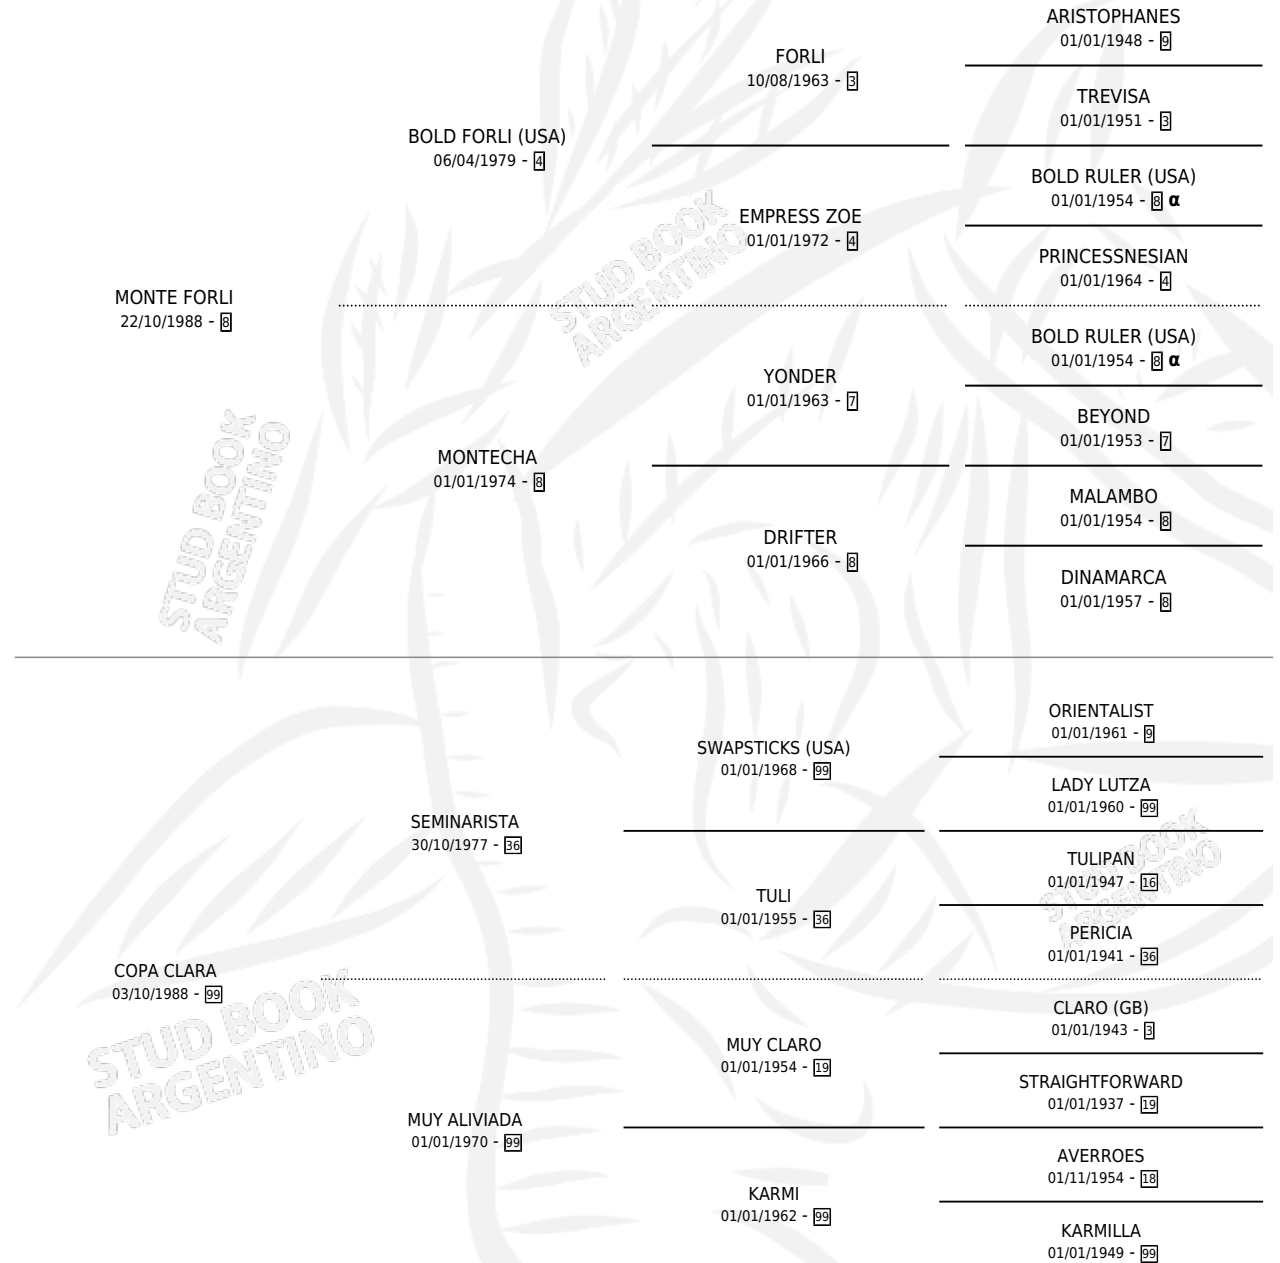 ARISTOPHANES
01/01/1948 - 9
FORLI
10/08/1963 - 3
TREVISA
01/01/1951 - 3
BOLD FORLI (USA)
06/04/1979 - 4
BOLD RULER (USA)
01/01/1954 - 8 α
EMPRESS ZOE
01/01/1972 - 4
PRINCESSNESIAN
01/01/1964 - 4
MONTE FORLI
22/10/1988 - 8
BOLD RULER (USA)
01/01/1954 - 8 α
YONDER
01/01/1963 - 7
BEYOND
01/01/1953 - 7
MONTECHA
01/01/1974 - 8
MALAMBO
01/01/1954 - 8
DRIFTER
01/01/1966 - 8
DINAMARCA
01/01/1957 - 8
ORIENTALIST
01/01/1961 - 9
SWAPSTICKS (USA)
01/01/1968 - 99
LADY LUTZA
01/01/1960 - 99
SEMINARISTA
30/10/1977 - 36
TULIPAN
01/01/1947 - 16
TULI
01/01/1955 - 36
PERICIA
01/01/1941 - 36
COPA CLARA
03/10/1988 - 99
CLARO (GB)
01/01/1943 - 3
MUY CLARO
01/01/1954 - 19
STRAIGHTFORWARD
01/01/1937 - 19
MUY ALIVIADA
01/01/1970 - 99
AVERROES
01/11/1954 - 18
KARMI
01/01/1962 - 99
KARMILLA
01/01/1949 - 99
STUD BOOK
ARGENTINO
STUD BOOK
ARGENTINO
STUD BOOK
ARGENTINO
STUD BOOK
ARGENTINO